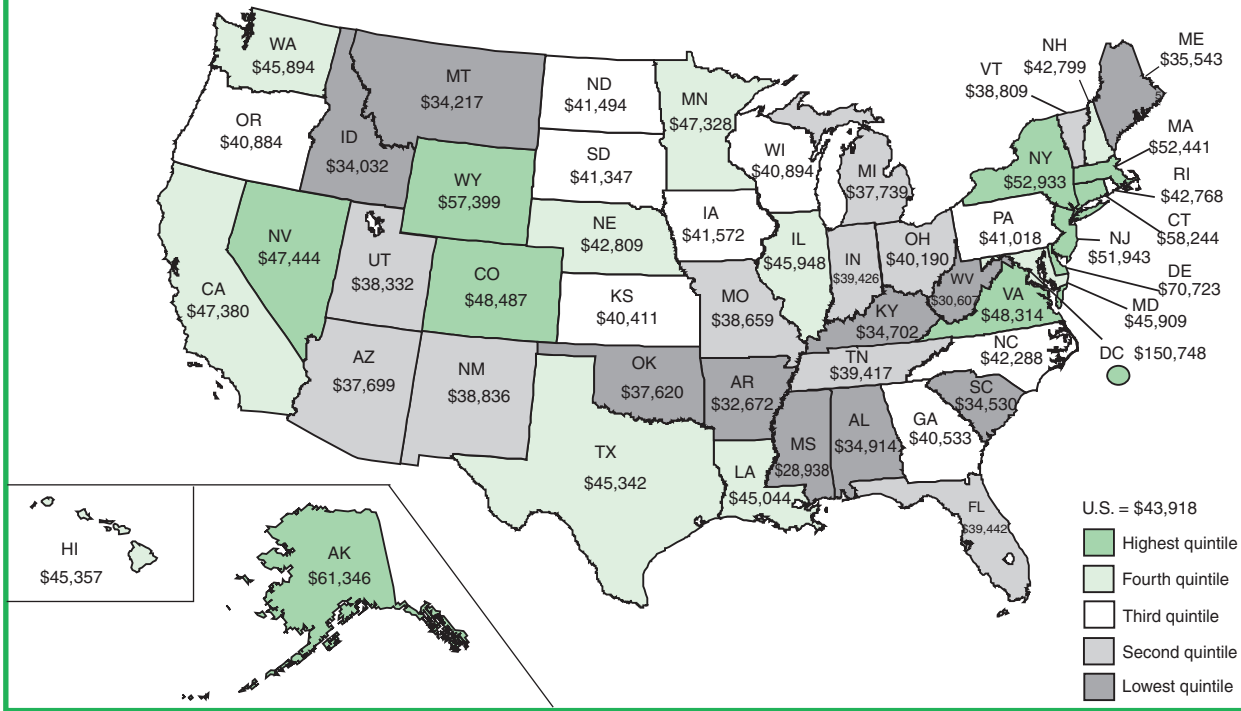 WA
$45,894
OR
$40,884
CA
$47,380
NV
$47,444
ID
$34,032
MT
$34,217
WY
$57,399
UT
$38,332
CO
$48,487
AZ
$37,699
NM
$38,836
ND
$41,494
SD
$41,347
NE
$42,809
KS
$40,411
OK
$37,620
TX
$45,342
MN
$47,328
IA
$41,572
MO
$38,659
AR
$32,672
LA
$45,044
WI
$40,894
IL
$45,948
MI
$37,739
IN
$39,426
OH
$40,190
KY
$34,702
TN
$39,417
MS
$28,938
AL
$34,914
GA
$40,533
FL
$39,442
SC
$34,530
NC
$42,288
VA
$48,314
WV
$30,607
PA
$41,018
NY
$52,933
VT
$38,809
NH
$42,799
ME
$35,543
MA
$52,441
RI
$42,768
CT
$58,244
NJ
$51,943
DE
$70,723
MD
$45,909
DC $150,748
HI
$45,357
AK
$61,346
U.S. = $43,918
Highest quintile
Fourth quintile
Third quintile
Second quintile
Lowest quintile